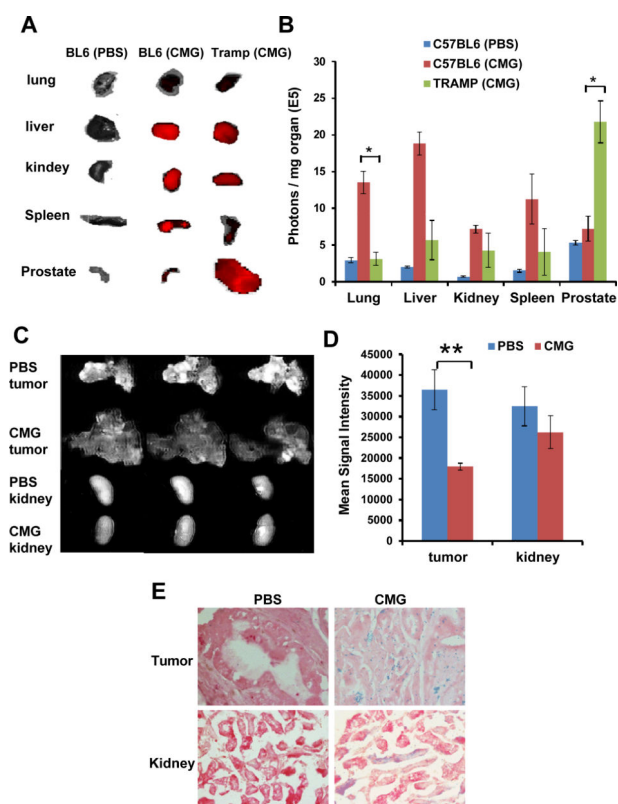 A
BL6 (PBS) BL6 (CMG) Tramp (CMG)
lung
liver
kindey
Spleen
Prostate
B
C57BL6 (PBS)
C57BL6 (CMG)
TRAMP (CMG)
Photons / mg organ (E5)
35
30
25
20
15
10
5
0
*
*
Lung Liver Kidney Spleen Prostate
C
PBS
tumor
CMG
tumor
PBS
kidney
CMG
kidney
D
PBS CMG
Mean Signal Intensity
45000
40000
35000
30000
25000
20000
15000
10000
5000
0
**
tumor kidney
E
PBS CMG
Tumor
Kidney